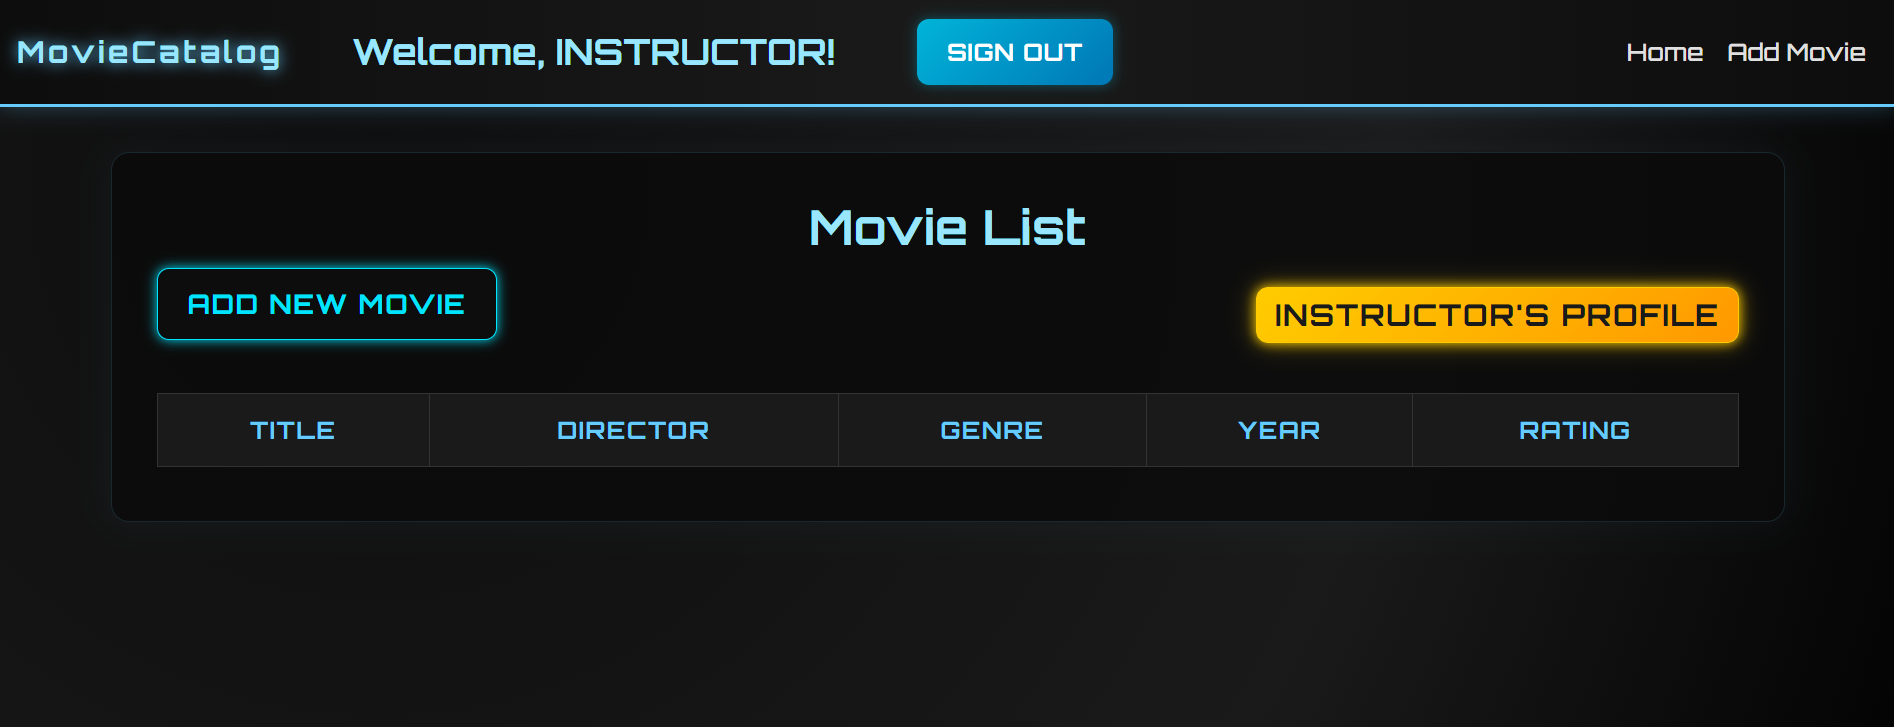 MovieCatalog
Welcome, INSTRUCTOR!
SIGN OUT
Home
Add Movie
Movie List
ADD NEW MOVIE
INSTRUCTOR'S PROFILE
TITLE DIRECTOR GENRE YEAR RATING